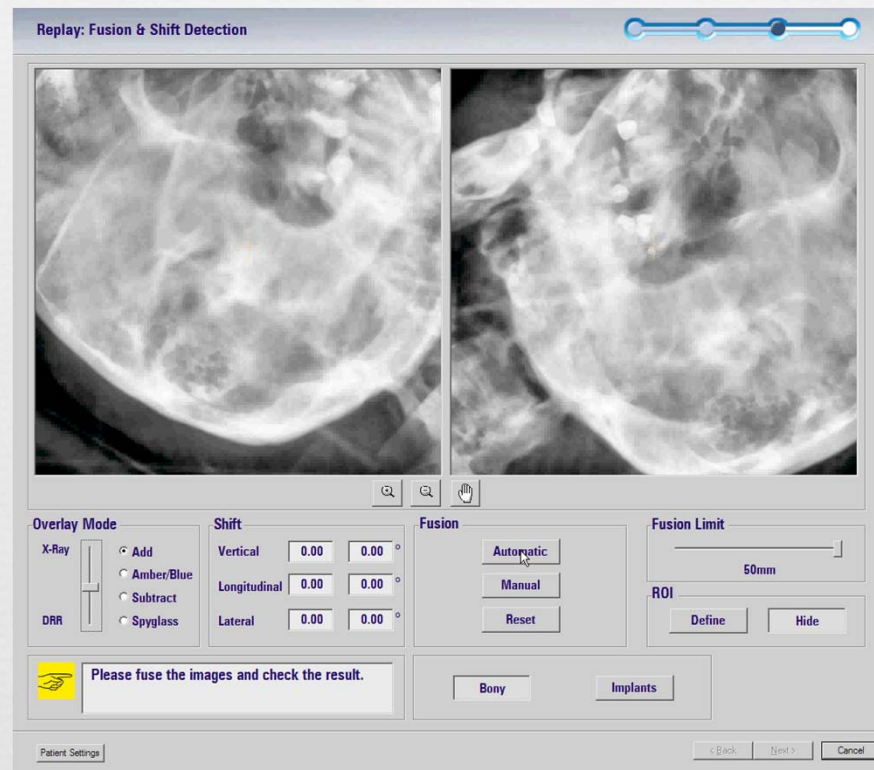 Replay: Fusion & Shift Detection
Overlay Mode
X-Ray
DRR
Add
Amber/Blue
Subtract
Spyglass
Shift
Vertical 0.00 0.00 °
Longitudinal 0.00 0.00 °
Lateral 0.00 0.00 °
Fusion
Automatic
Manual
Reset
Fusion Limit
50mm
ROI
Define Hide
Please fuse the images and check the result.
Bony Implants
Patient Settings
< Back Next > Cancel